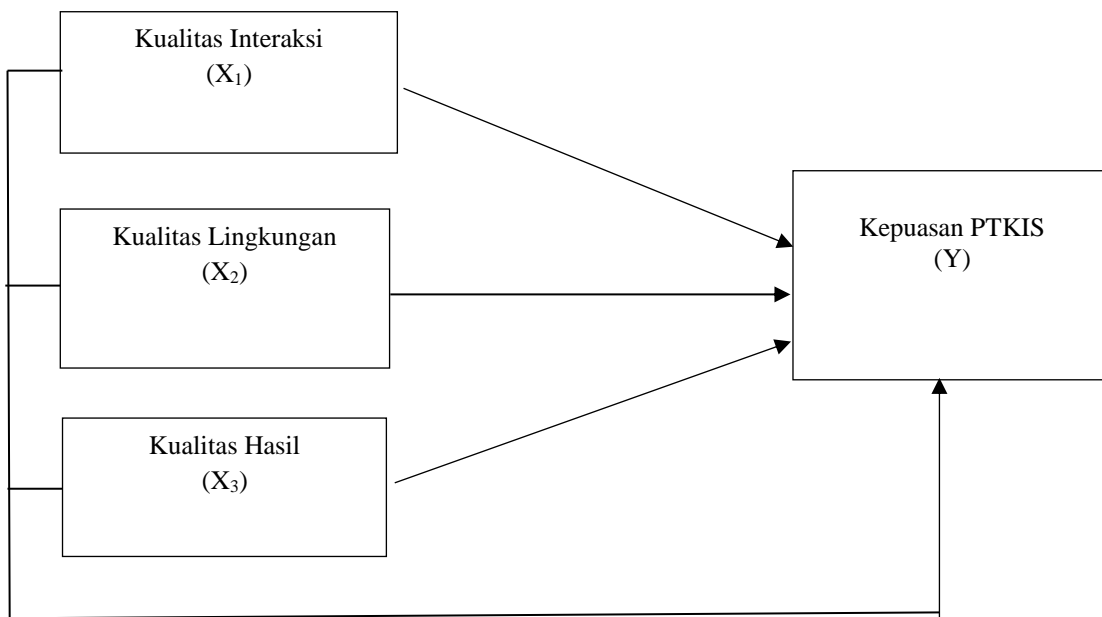 Kualitas Interaksi
(X₁)
Kualitas Lingkungan
(X₂)
Kualitas Hasil
(X₃)
Kepuasan PTKIS
(Y)